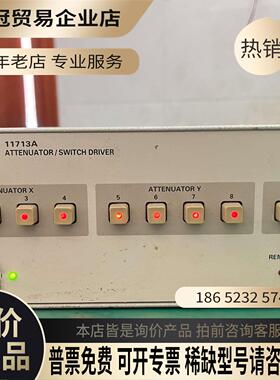 冠贸易企业店
年老店 专业服务
热销
11713A
ATTENUATOR/SWITCH DRIVER
ATTENUATOR Y
3
4
5
6
7
8
186 5232 574
价
品
本店皆是询价产品 拍前咨询客服
普票免费 可开专票 稀缺型号请咨